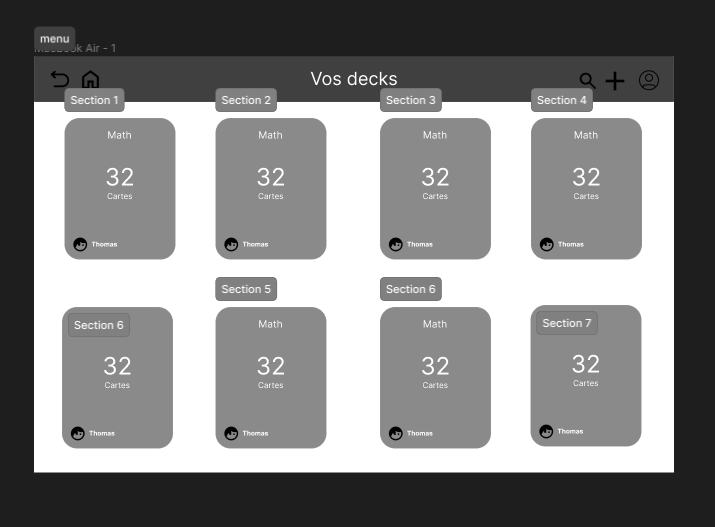 menu
MacBook Air - 1
Vos decks
Section 1
Section 2
Section 3
Section 4
Math
Math
Math
Math
32
32
32
32
Cartes
Cartes
Cartes
Cartes
Thomas
Thomas
Thomas
Thomas
Section 5
Section 6
Section 6
Section 7
Math
Math
32
32
32
32
Cartes
Cartes
Cartes
Cartes
Thomas
Thomas
Thomas
Thomas